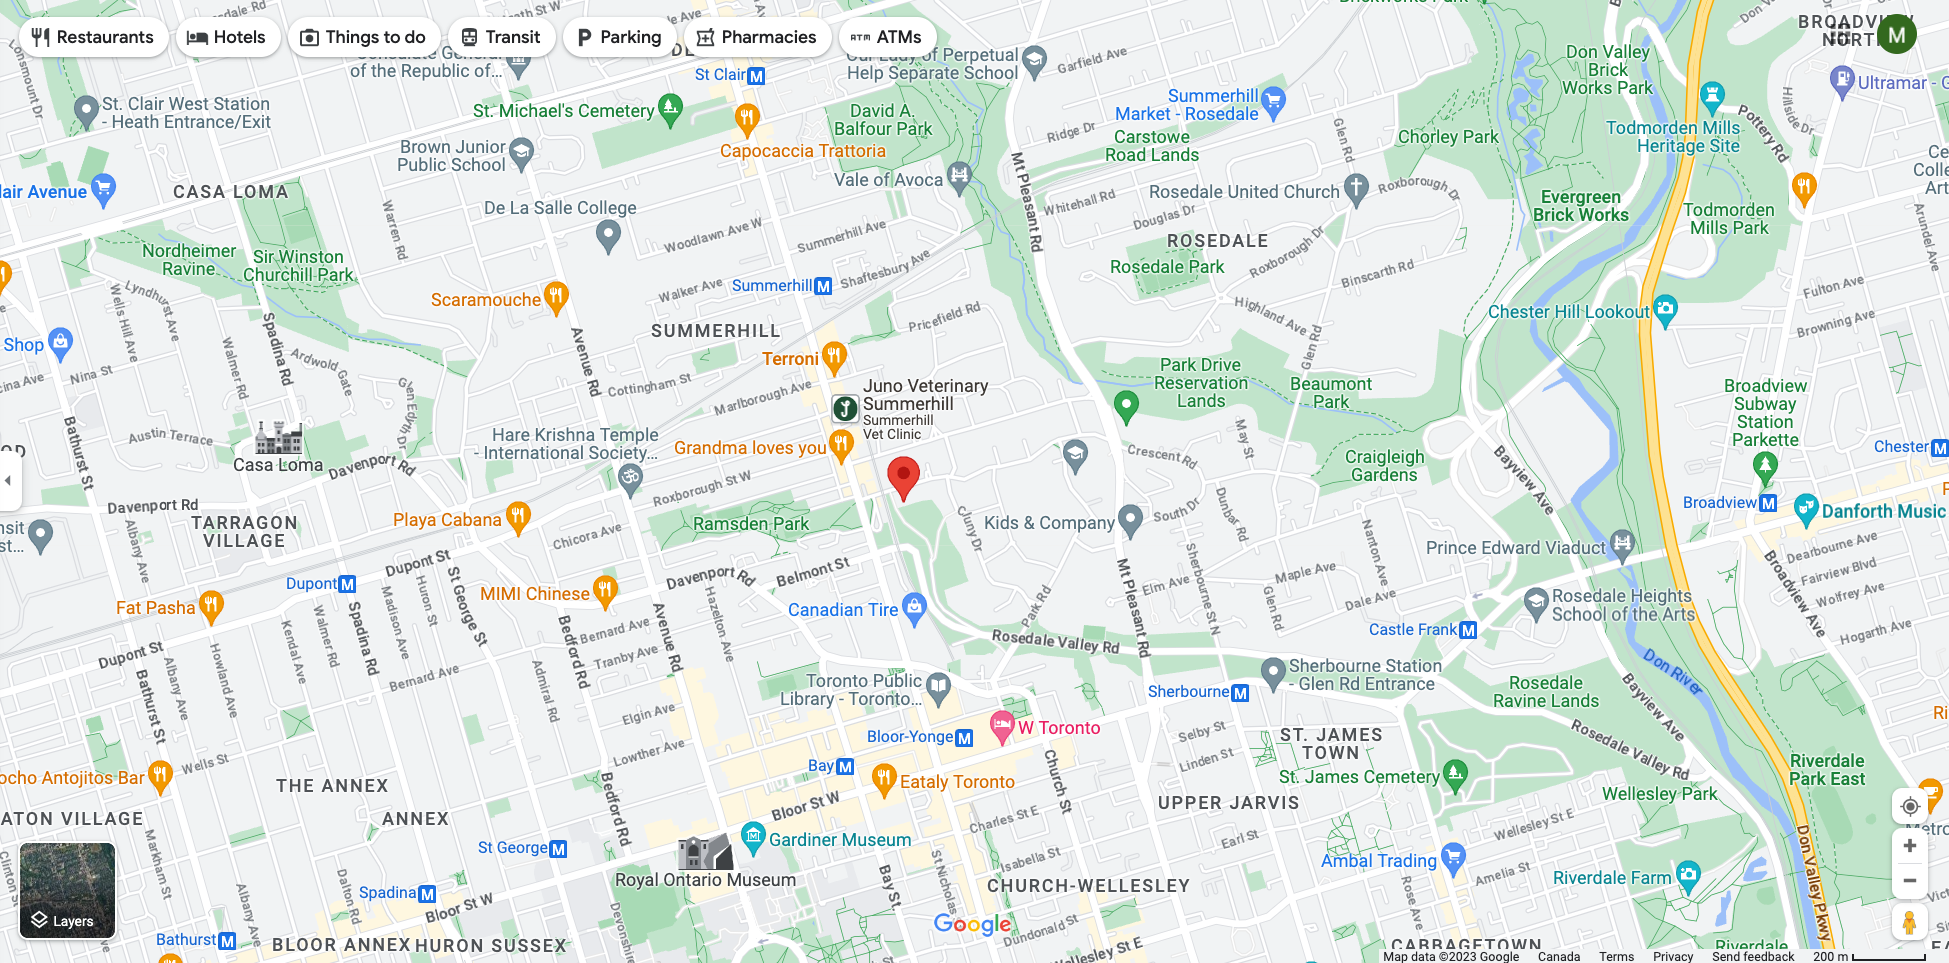 Restaurants
Hotels
Things to do
Transit
Parking
Pharmacies
ATMs
M
BROADVIEW
NORTH
Brickworks Park
Lonsmount Dr
Consulate General
of the Republic of...
St Clair
Our Lady of Perpetual
Help Separate School
Garfield Ave
Don Valley
Brick
Works Park
Ultramar - G
St. Clair West Station
- Heath Entrance/Exit
St. Michael's Cemetery
David A.
Balfour Park
Summerhill
Market - Rosedale
Hillside Dr
Pottery Rd
Todmorden Mills
Heritage Site
Brown Junior
Public School
Capocaccia Trattoria
Ridge Dr
Carstowe
Road Lands
Glen Rd
Chorley Park
lair Avenue
CASA LOMA
Vale of Avoca
Mt Pleasant Rd
Rosedale United Church
Roxborough Dr
De La Salle College
Whitehall Rd
Douglas Dr
Evergreen
Brick Works
Todmorden
Mills Park
Arundel Ave
Warren Rd
Woodlawn Ave W
Summerhill Ave
ROSEDALE
Nordheimer
Ravine
Sir Winston
Churchill Park
Shaftesbury Ave
Rosedale Park
Roxborough Dr
Binscarth Rd
Wells Hill Ave
Lyndhurst Ave
Scaramouche
Walker Ave
Summerhill
Fulton Ave
Highland Ave
Chester Hill Lookout
Browning Ave
Pricefield Rd
SUMMERHILL
Shop
Spadina Rd
Walmer Rd
Ardwold Gate
Avenue Rd
Terroni
Glen Rd
Nina St
cina Ave
Glen Edyth Dr
Cottingham St
Marlborough Ave
Juno Veterinary
Summerhill
Summerhill
Vet Clinic
Park Drive
Reservation
Lands
Beaumont
Park
Broadview
Subway
Station
Parkette
Bathurst St
Austin Terrace
Casa Loma
Davenport Rd
Hare Krishna Temple
- International Society...
Grandma loves you
May St
Crescent Rd
Craigleigh
Gardens
Bayview Ave
Chester
Roxborough St W
Davenport Rd
TARRAGON
VILLAGE
Playa Cabana
Ramsden Park
Cluny Dr
Kids & Company
South Dr
Dunbar Rd
Broadview
Danforth Music
nsit
st...
Albany Ave
Chicora Ave
Nanton Ave
Prince Edward Viaduct
Dearbourne Ave
Dupont St
Dupont
Davenport Rd
Belmont St
Mt Pleasant Rd
Sherbourne St N
Elm Ave
Maple Ave
Fairview Blvd
Broadview Ave
Wolfrey Ave
Fat Pasha
Walmer Rd
Spadina Rd
Madison Ave
Huron St
St George St
MIMI Chinese
Hazelton Ave
Canadian Tire
Park Rd
Glen Rd
Dale Ave
Rosedale Heights
School of the Arts
Kendal Ave
Bedford Rd
Bernard Ave
Avenue Rd
Castle Frank
Hogarth Ave
Dupont St
Tranby Ave
Rosedale Valley Rd
Howland Ave
Albany Ave
Bathurst St
Bernard Ave
Admiral Rd
Toronto Public
Library - Toronto...
Sherbourne
Sherbourne Station
- Glen Rd Entrance
Don River
Rosedale
Ravine Lands
Bayview Ave
Elgin Ave
Bloor-Yonge
W Toronto
Selby St
ST. JAMES
TOWN
Rosedale Valley Rd
Lowther Ave
Wells St
Bay
Church St
Linden St
ocho Antojitos Bar
THE ANNEX
Eataly Toronto
St. James Cemetery
Riverdale
Park East
Wellesley Park
Bedford Rd
Bloor St W
UPPER JARVIS
ATON VILLAGE
ANNEX
Charles St E
Wellesley St E
Markham St
St George
Gardiner Museum
Earl St
Don Valley Pkwy
Royal Ontario Museum
Bay St
St Nicholas
Isabella St
Ambal Trading
Amelia St
Riverdale Farm
Clinton St
Albany Ave
Dalton Rd
Spadina
Bloor St W
Devonshire
CHURCH-WELLESLEY
Rose Ave
Layers
Google
Dundonald St
Bathurst
BLOOR ANNEX
HURON SUSSEX
Wellesley St E
CABBAGETOWN
Riverdale
Map data ©2023 Google
Canada
Terms
Privacy
Send feedback
200 m